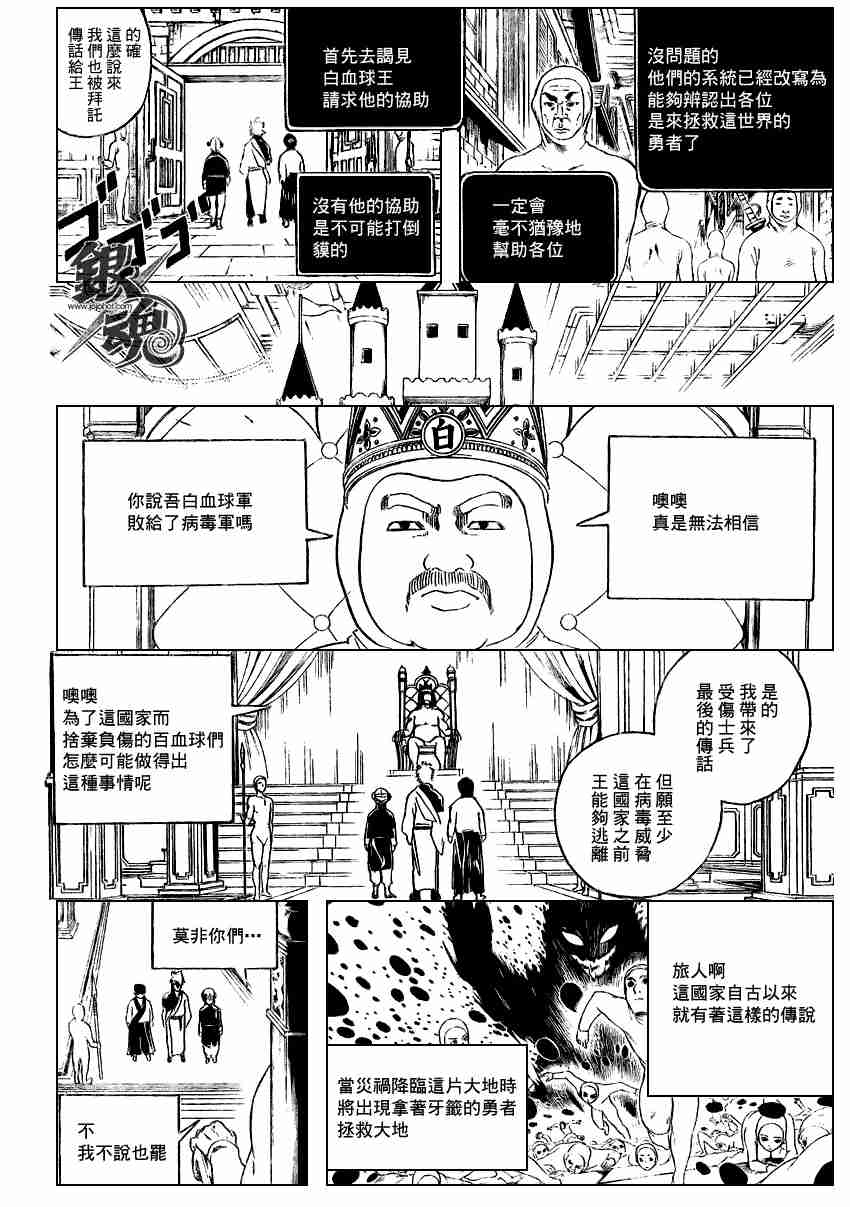 沒問題的
他們的系統已經改寫為
能夠辨認出各位
是來拯救這世界的
勇者了
一定會
毫不猶豫地
幫助各位
首先去謁見
白血球王
請求他的協助
沒有他的協助
是不可能打倒
貘的
的確
這麼說來
我們也被拜託
傳話給王
ゴゴゴ
銀魂
www.jojohot.com
白
噢噢
真是無法相信
你說吾白血球軍
敗給了病毒軍嗎
是的
我帶來了
受傷士兵
最後的傳話
但願至少
在病毒威脅
這國家之前
王能夠逃離
噢噢
為了這國家而
捨棄負傷的百血球們
怎麼可能做得出
這種事情呢
旅人啊
這國家自古以來
就有著這樣的傳說
當災禍降臨這片大地時
將出現拿著牙籤的勇者
拯救大地
莫非你們…
不
我不說也罷